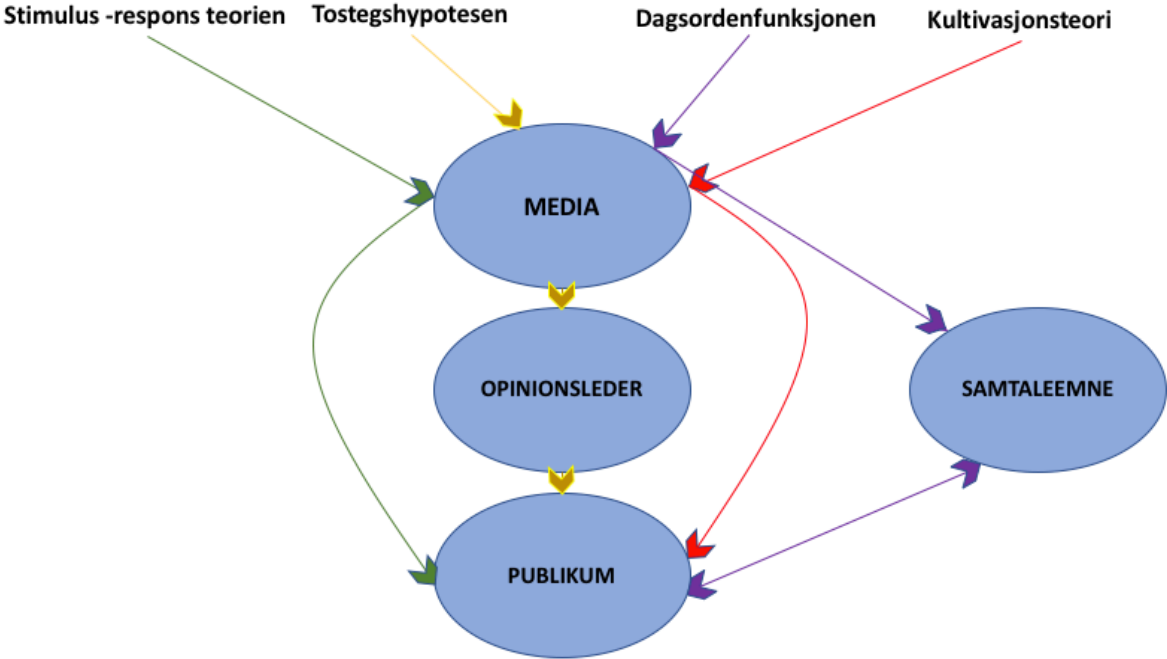 Stimulus -respons teorien
Tostegshypotesen
Dagsordenfunksjonen
Kultivasjonsteori
MEDIA
OPINIONSLEDER
SAMTALEEMNE
PUBLIKUM